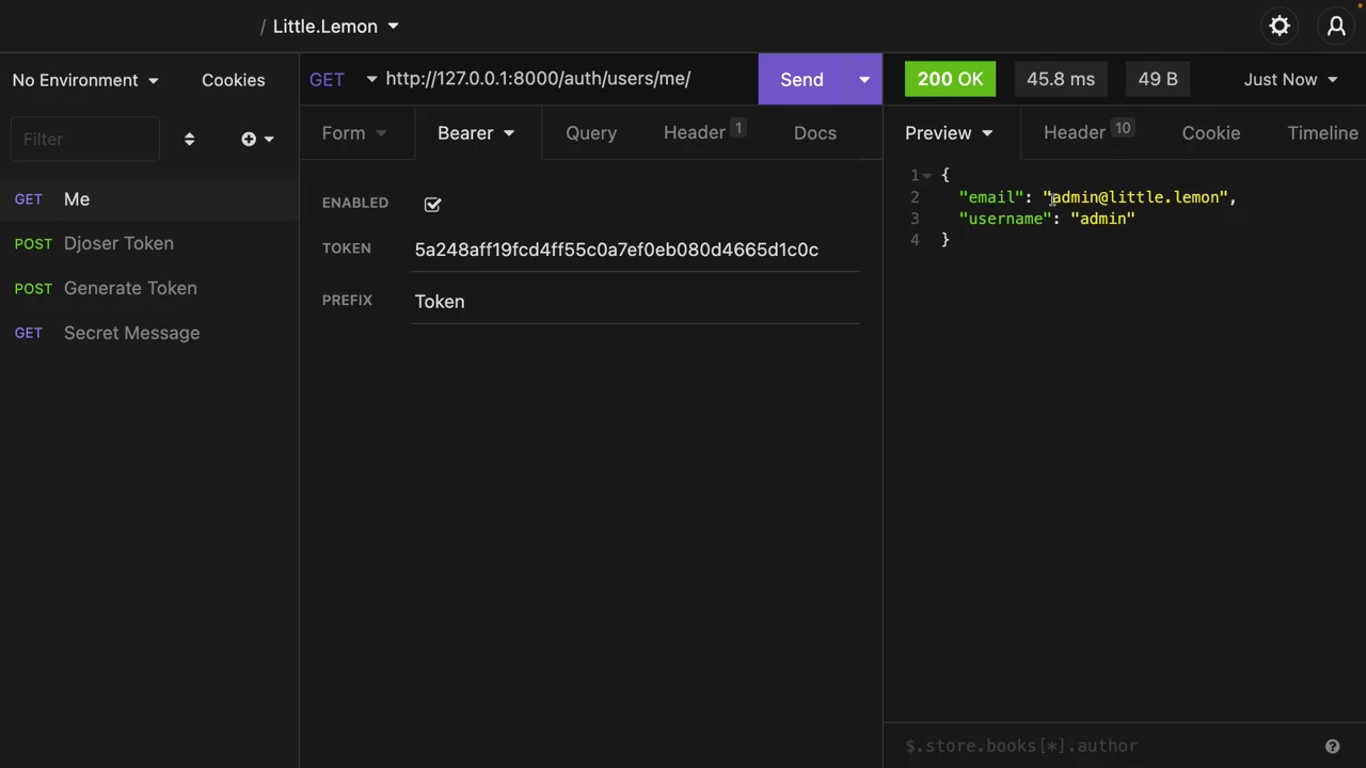 / Little.Lemon
No Environment
Cookies
Filter
GET Me
POST Djoser Token
POST Generate Token
GET Secret Message
GET http://127.0.0.1:8000/auth/users/me/
Send
Form
Bearer
Query
Header 1
Docs
ENABLED
TOKEN 5a248aff19fcd4ff55c0a7ef0eb080d4665d1c0c
PREFIX Token
200 OK
45.8 ms
49 B
Just Now
Preview
Header 10
Cookie
Timeline
1 {
2 "email": "admin@little.lemon",
3 "username": "admin"
4 }
$.store.books[*].author
?